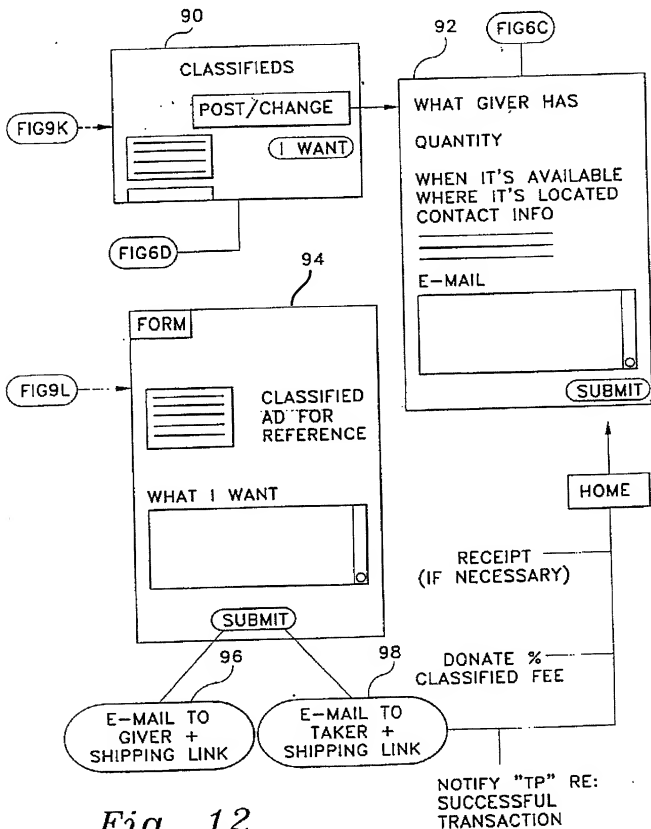 90
CLASSIFIEDS
POST/CHANGE
I WANT
FIG9K
FIG6D
FIG6C
92
WHAT GIVER HAS
QUANTITY
WHEN IT'S AVAILABLE
WHERE IT'S LOCATED
CONTACT INFO
E-MAIL
SUBMIT
94
FORM
FIG9L
CLASSIFIED
AD FOR
REFERENCE
WHAT I WANT
SUBMIT
HOME
RECEIPT
(IF NECESSARY)
DONATE %
CLASSIFIED FEE
96
E-MAIL TO
GIVER +
SHIPPING LINK
98
E-MAIL TO
TAKER +
SHIPPING LINK
NOTIFY "TP" RE:
SUCCESSFUL
TRANSACTION
Fig. 12